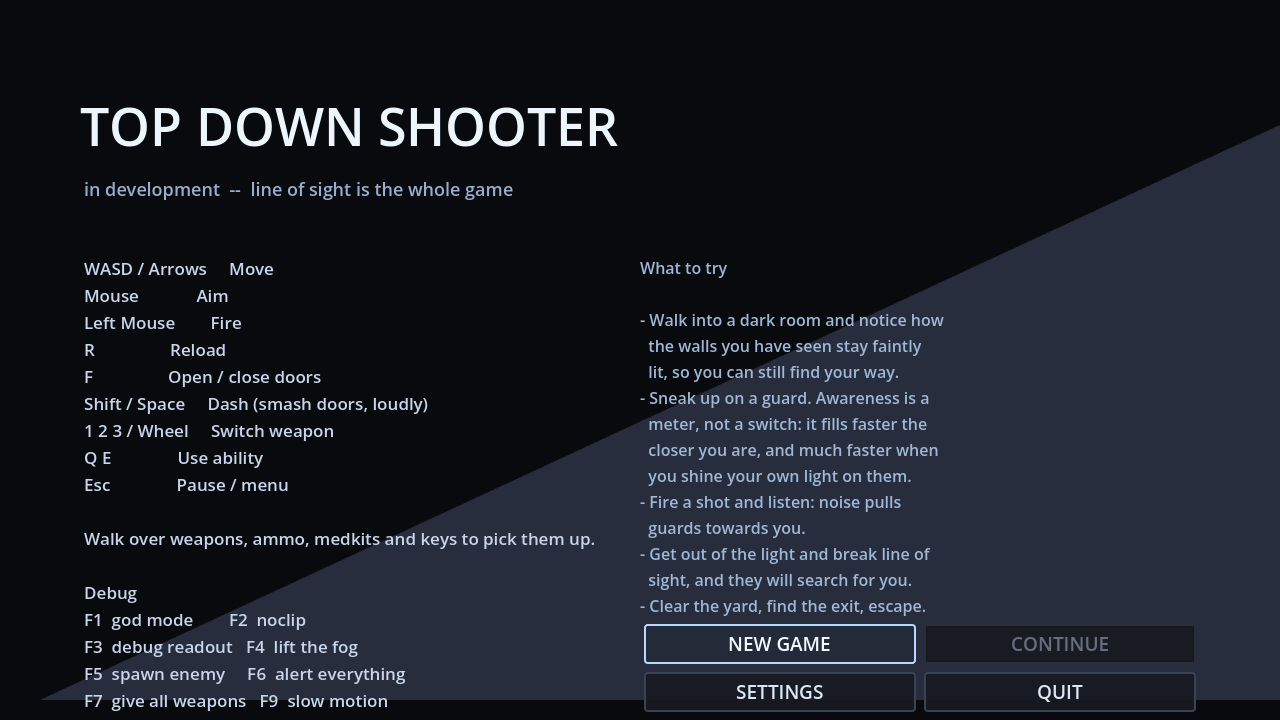 TOP DOWN SHOOTER
in development -- line of sight is the whole game
WASD / Arrows Move
Mouse Aim
Left Mouse Fire
R Reload
F Open / close doors
Shift / Space Dash (smash doors, loudly)
1 2 3 / Wheel Switch weapon
Q E Use ability
Esc Pause / menu
Walk over weapons, ammo, medkits and keys to pick them up.
Debug
F1 god mode F2 noclip
F3 debug readout F4 lift the fog
F5 spawn enemy F6 alert everything
F7 give all weapons F9 slow motion
What to try
- Walk into a dark room and notice how
the walls you have seen stay faintly
lit, so you can still find your way.
- Sneak up on a guard. Awareness is a
meter, not a switch: it fills faster the
closer you are, and much faster when
you shine your own light on them.
- Fire a shot and listen: noise pulls
guards towards you.
- Get out of the light and break line of
sight, and they will search for you.
- Clear the yard, find the exit, escape.
NEW GAME CONTINUE
SETTINGS QUIT